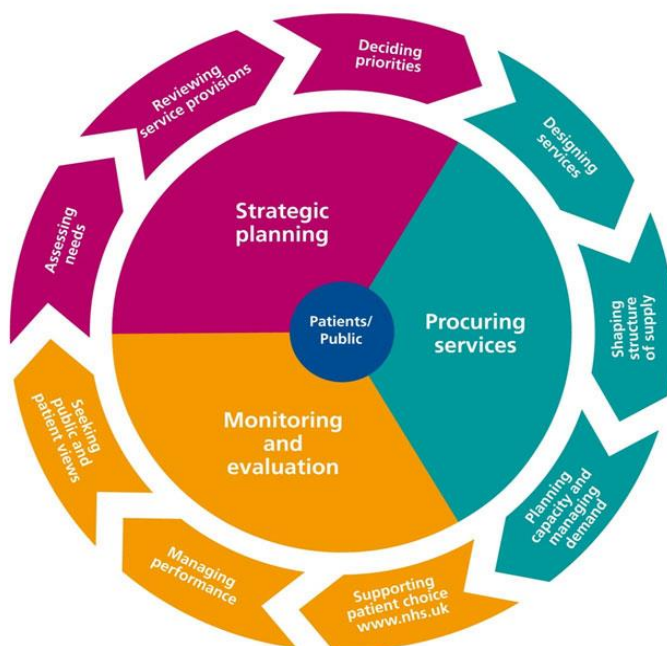 Deciding
priorities
Designing
services
Shaping
structure
of supply
Planning
capacity and
managing
demand
Supporting
patient choice
www.nhs.uk
Managing
performance
Seeking
public and
patient views
Assessing
needs
Reviewing
service provisions
Strategic
planning
Procuring
services
Monitoring
and
evaluation
Patients/
Public